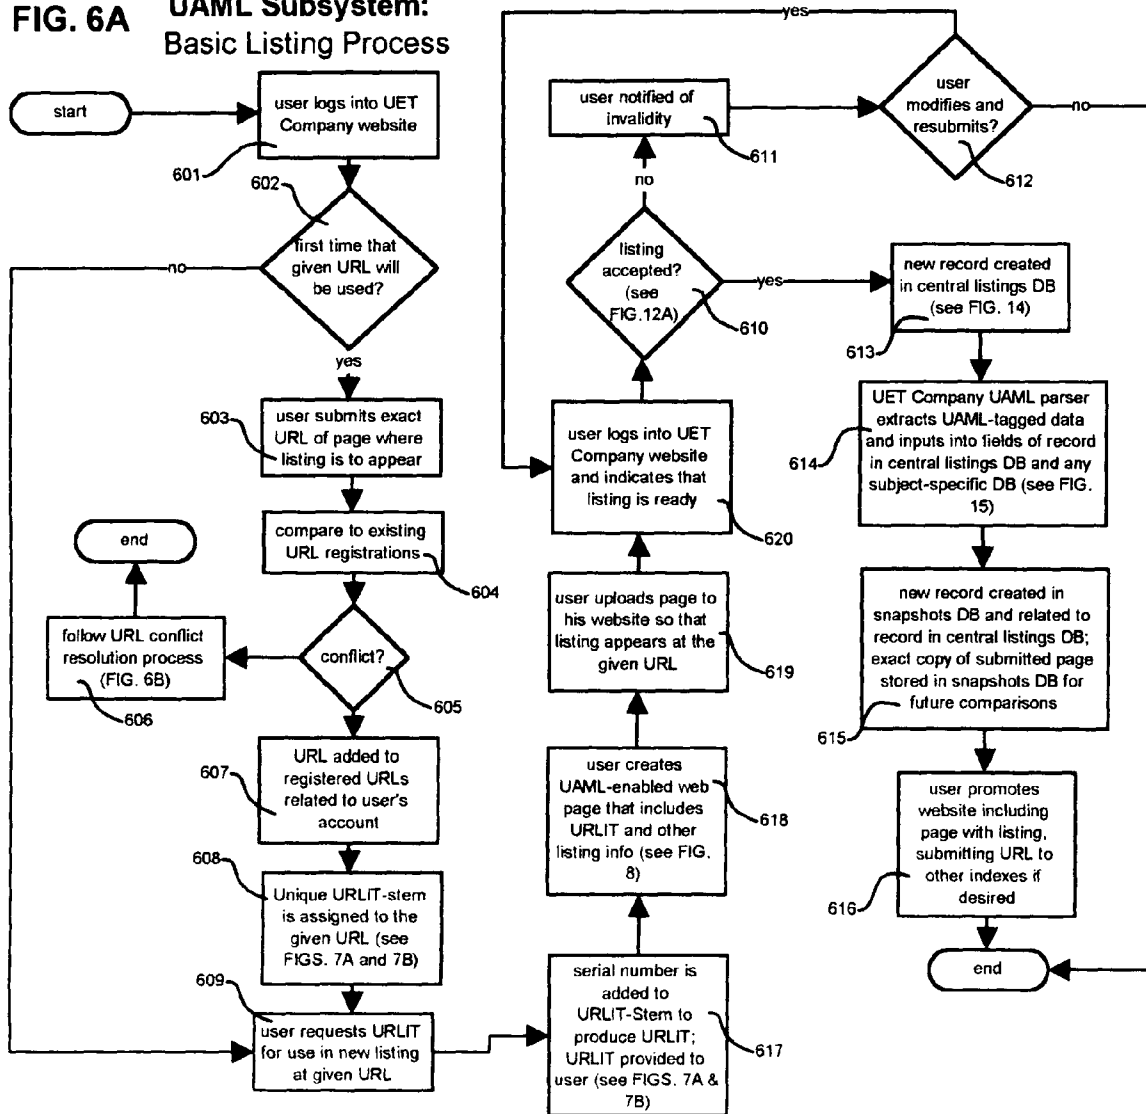 FIG. 6A
UAML Subsystem:
Basic Listing Process
start
user logs into UET
Company website
601
602
first time that
given URL will
be used?
no
yes
user submits exact
URL of page where
listing is to appear
603
compare to existing
URL registrations
604
conflict?
605
end
follow URL conflict
resolution process
(FIG. 6B)
606
URL added to
registered URLs
related to user's
account
607
608
Unique URLIT-stem
is assigned to the
given URL (see
FIGS. 7A and 7B)
609
user requests URLIT
for use in new listing
at given URL
serial number is
added to
URLIT-Stem to
produce URLIT;
URLIT provided to
user (see FIGS. 7A &
7B)
617
user creates
UAML-enabled web
page that includes
URLIT and other
listing info (see FIG.
8)
618
user uploads page to
his website so that
listing appears at the
given URL
619
user logs into UET
Company website
and indicates that
listing is ready
620
listing
accepted?
(see
FIG.12A)
610
no
yes
user notified of
invalidity
611
user
modifies and
resubmits?
612
yes
no
new record created
in central listings DB
(see FIG. 14)
613
UET Company UAML parser
extracts UAML-tagged data
and inputs into fields of record
in central listings DB and any
subject-specific DB (see FIG.
15)
614
new record created in
snapshots DB and related to
record in central listings DB;
exact copy of submitted page
stored in snapshots DB for
future comparisons
615
user promotes
website including
page with listing,
submitting URL to
other indexes if
desired
616
end